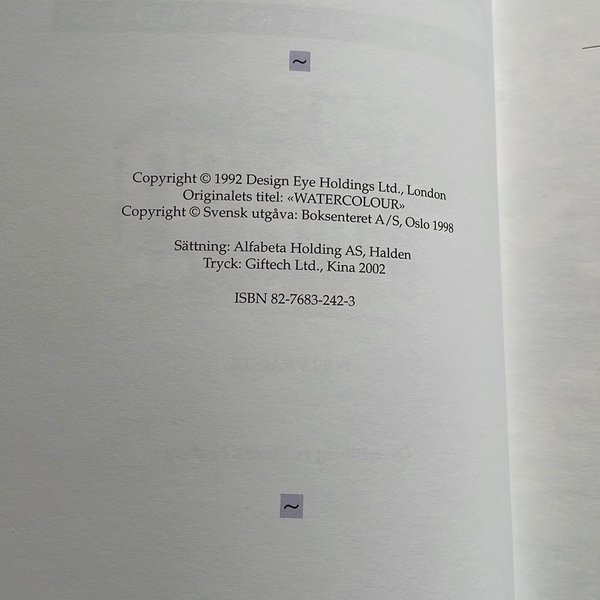 ~
Copyright © 1992 Design Eye Holdings Ltd., London
Originalets titel: «WATERCOLOUR»
Copyright © Svensk utgåva: Boksenteret A/S, Oslo 1998
Sättning: Alfabeta Holding AS, Halden
Tryck: Giftech Ltd., Kina 2002
ISBN 82-7683-242-3
~